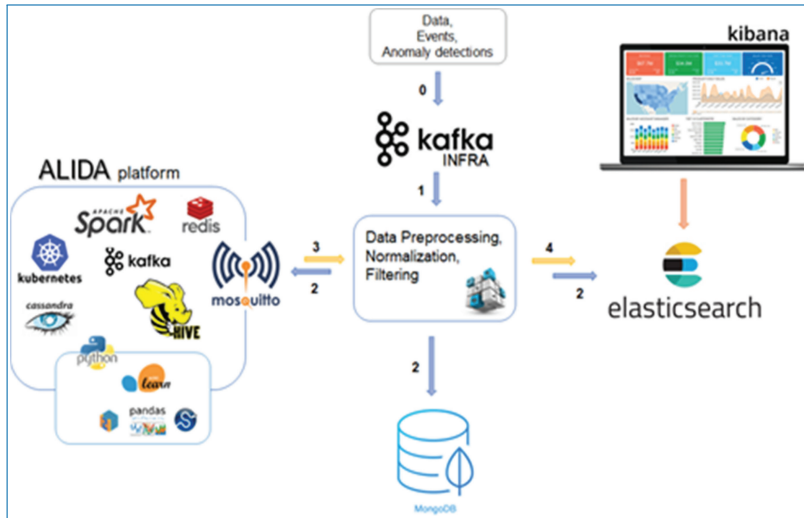 Data,
Events,
Anomaly detections
kibana
0
kafka
INFRA
ALIDA platform
1
APACHE
Spark
redis
kubernetes
kafka
mosquitto
3
2
Data Preprocessing,
Normalization,
Filtering
4
2
elasticsearch
cassandra
HIVE
python
learn
pandas
2
MongoDB